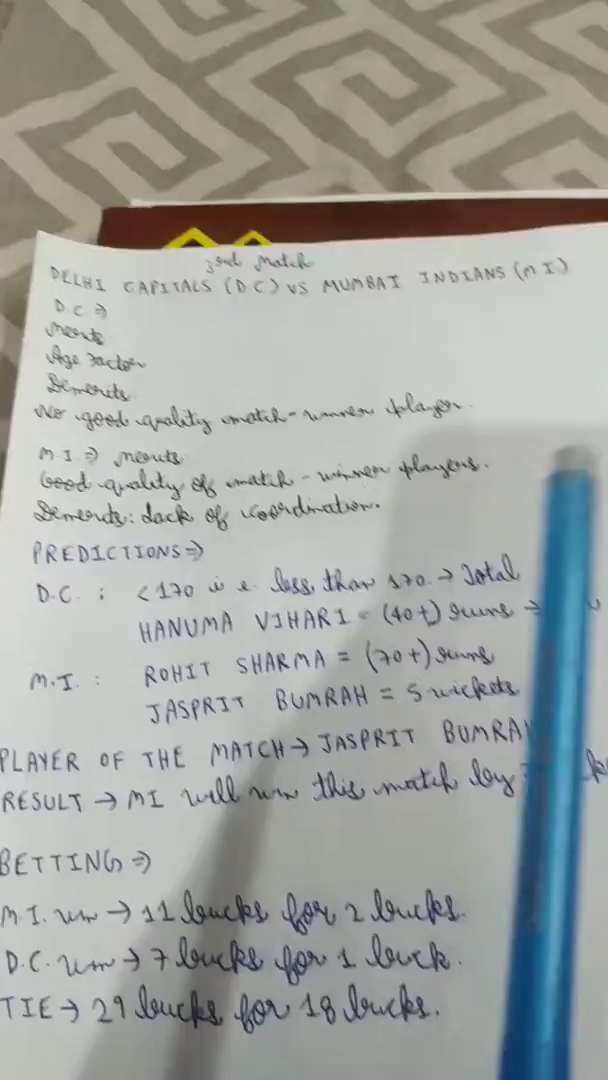 3rd Match
DELHI CAPITALS (DC) VS MUMBAI INDIANS (MI)
D.C. ⇒
Merits
Age Factor
Demerits
No good quality match-winner player.
M.I ⇒ Merits
Good quality of match-winner players.
Demerits: Lack of coordination.
PREDICTIONS ⇒
D.C. : <170 i.e. less than 170 → Total
HANUMA VIHARI = (40+) runs →
M.I. : ROHIT SHARMA = (70+) runs
JASPRIT BUMRAH = 5 wickets
PLAYER OF THE MATCH → JASPRIT BUMRA
RESULT → MI will win this match by
BETTING ⇒
M.I. win → 11 bucks for 2 bucks.
D.C. win → 7 bucks for 1 buck.
TIE → 29 bucks for 18 bucks.